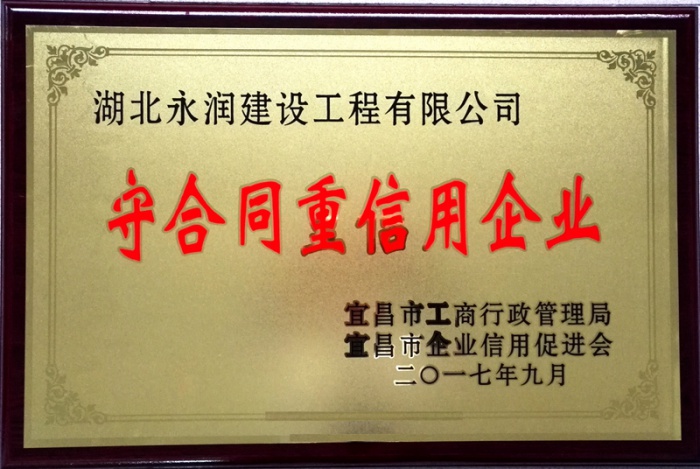 湖北永润建设工程有限公司
守合同重信用企业
宜昌市工商行政管理局
宜昌市企业信用促进会
二〇一七年九月